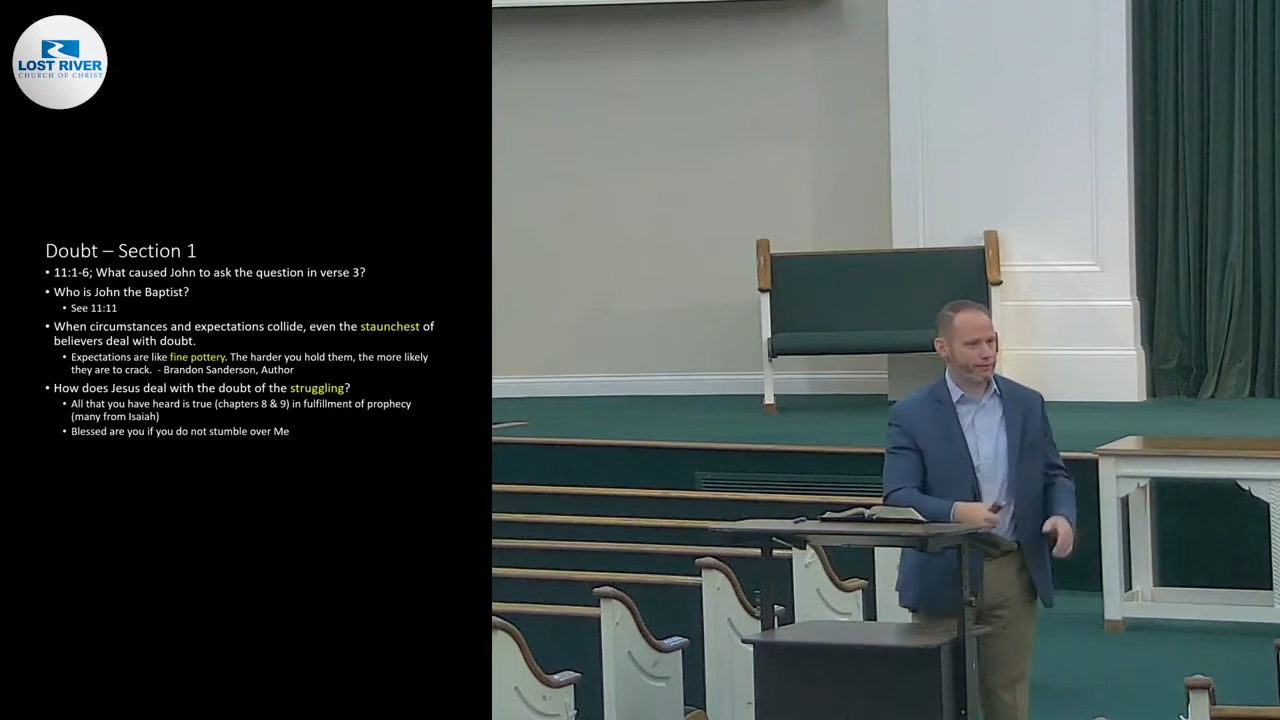 LOST RIVER
CHURCH OF CHRIST
Doubt – Section 1
• 11:1-6; What caused John to ask the question in verse 3?
• Who is John the Baptist?
• See 11:11
• When circumstances and expectations collide, even the staunchest of
believers deal with doubt.
• Expectations are like fine pottery. The harder you hold them, the more likely
they are to crack.  - Brandon Sanderson, Author
• How does Jesus deal with the doubt of the struggling?
• All that you have heard is true (chapters 8 & 9) in fulfillment of prophecy
(many from Isaiah)
• Blessed are you if you do not stumble over Me